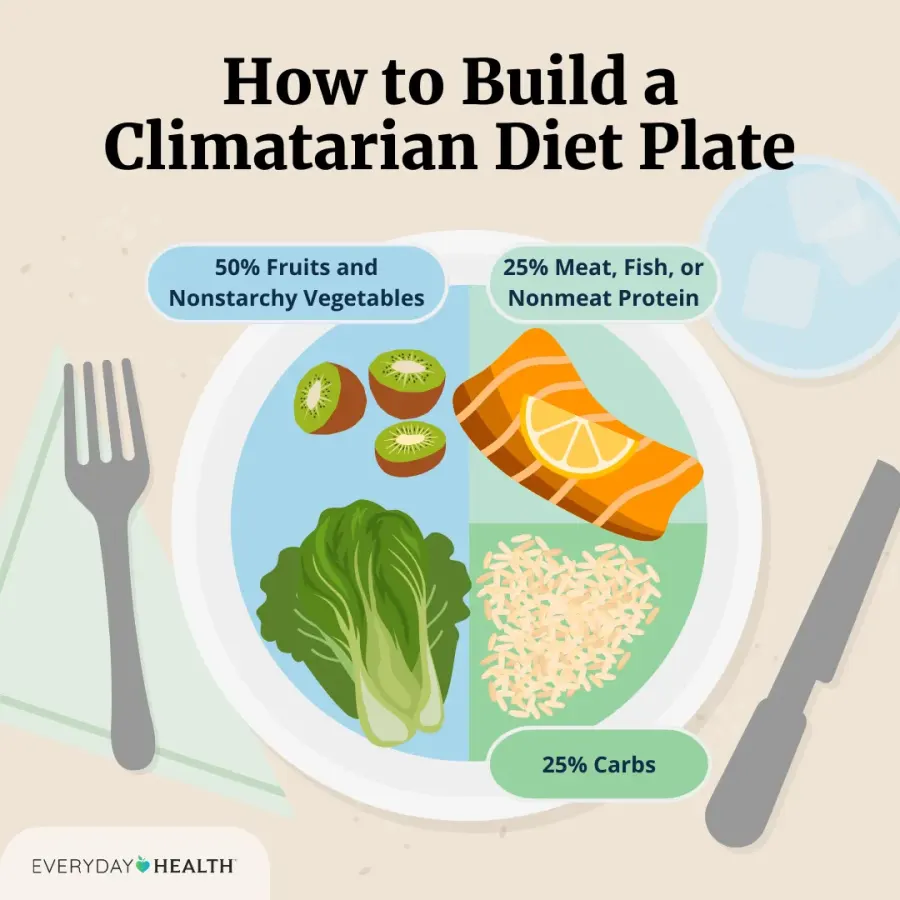 How to Build a
Climatarian Diet Plate
50% Fruits and
Nonstarchy Vegetables
25% Meat, Fish, or
Nonmeat Protein
25% Carbs
EVERYDAY HEALTH